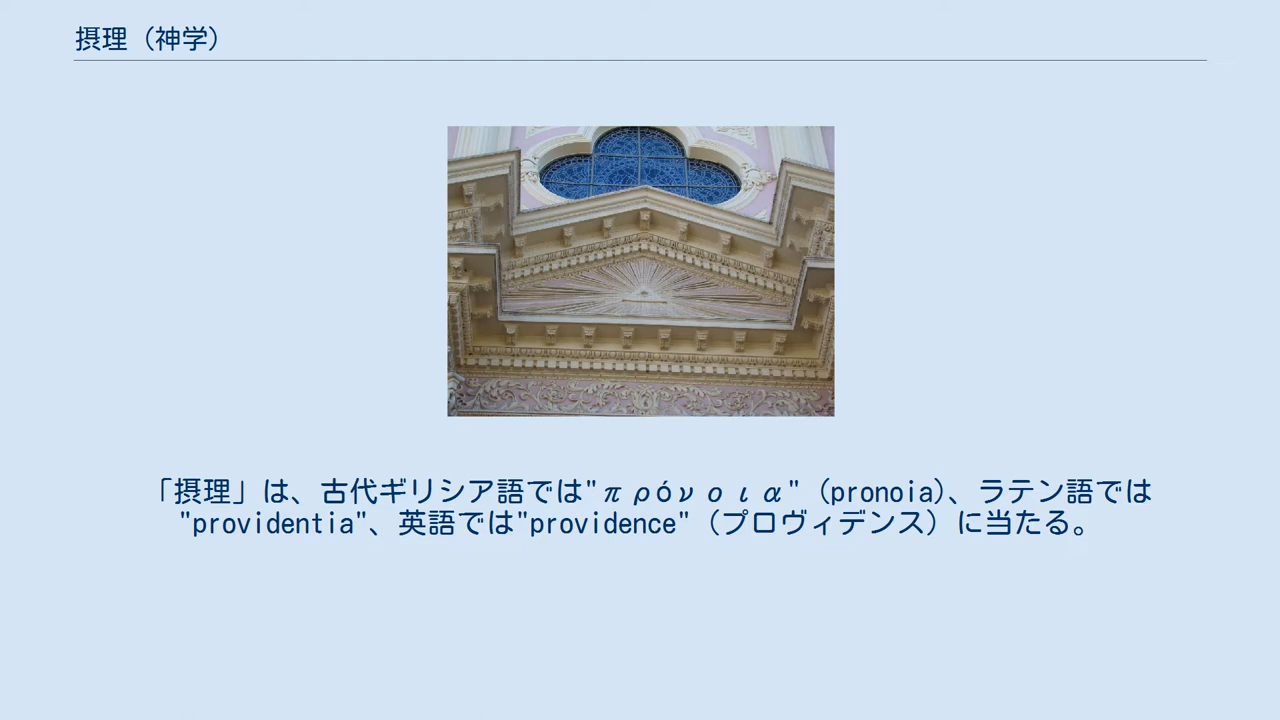 摂理（神学）
「摂理」は、古代ギリシア語では"πρόνοια"（pronoia）、ラテン語では
"providentia"、英語では"providence"（プロヴィデンス）に当たる。